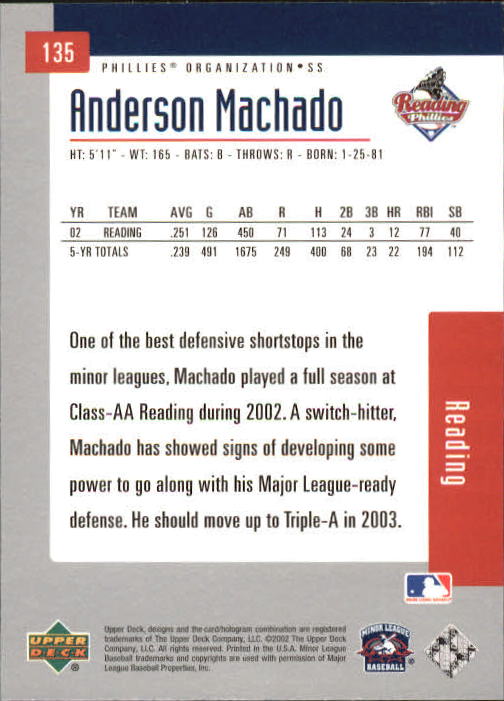 135
PHILLIES® ORGANIZATION • SS
Anderson Machado
Reading
Phillies
HT: 5'11" - WT: 165 - BATS: B - THROWS: R - BORN: 1-25-81
YR TEAM AVG G AB R H 2B 3B HR RBI SB
02 READING .251 126 450 71 113 24 3 12 77 40
5-YR TOTALS .239 491 1675 249 400 68 23 22 194 112
One of the best defensive shortstops in the
minor leagues, Machado played a full season at
Class-AA Reading during 2002. A switch-hitter,
Machado has showed signs of developing some
power to go along with his Major League-ready
defense. He should move up to Triple-A in 2003.
Reading
UPPER
DECK
®
Upper Deck, designs and the card/hologram combination are registered
trademarks of The Upper Deck Company, LLC. ©2002 The Upper Deck
Company, LLC. All rights reserved. Printed in the U.S.A. Minor League
Baseball trademarks and copyrights are used with permission of Major
League Baseball Properties, Inc.
MINOR LEAGUE
BASEBALL